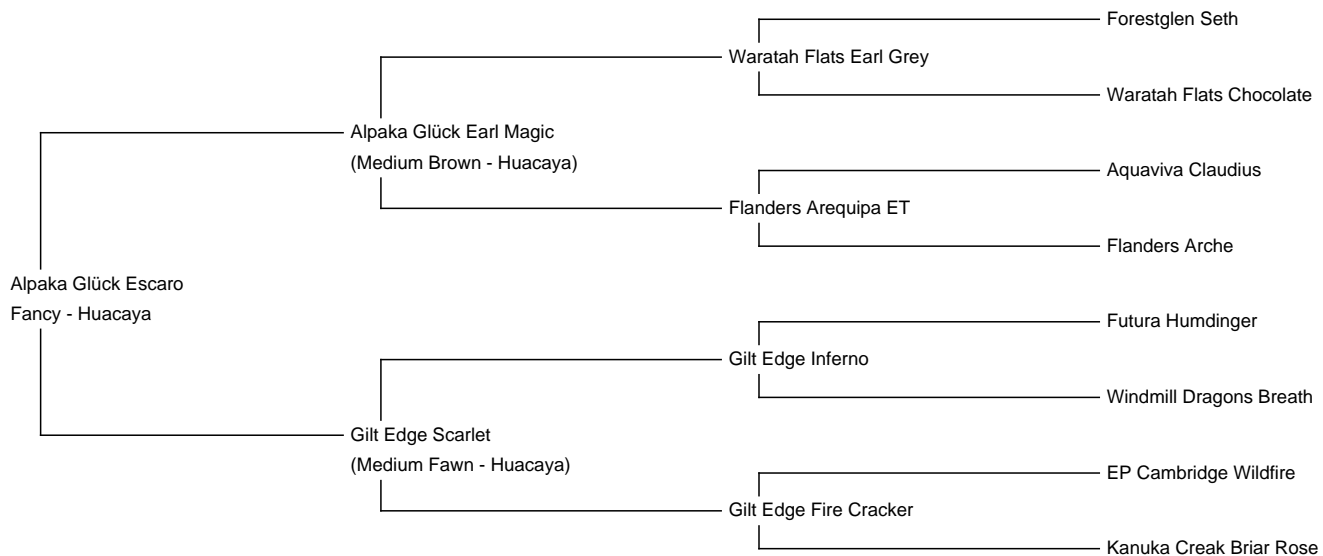 Forestglen Seth
Waratah Flats Earl Grey
Waratah Flats Chocolate
Alpaka Glück Earl Magic
(Medium Brown - Huacaya)
Aquaviva Claudius
Flanders Arequipa ET
Flanders Arche
Alpaka Glück Escaro
Fancy - Huacaya
Futura Humdinger
Gilt Edge Inferno
Windmill Dragons Breath
Gilt Edge Scarlet
(Medium Fawn - Huacaya)
EP Cambridge Wildfire
Gilt Edge Fire Cracker
Kanuka Creak Briar Rose